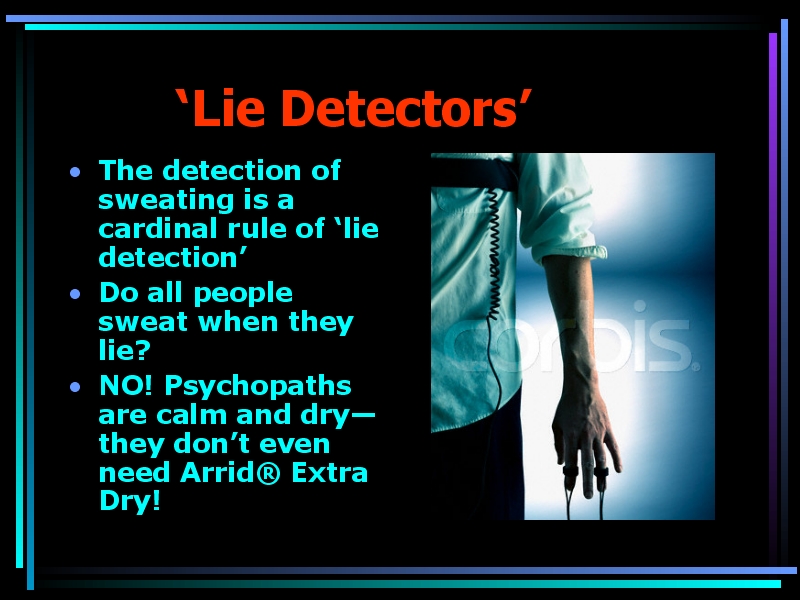 ‘Lie Detectors’
• The detection of
sweating is a
cardinal rule of ‘lie
detection’
• Do all people
sweat when they
lie?
• NO! Psychopaths
are calm and dry—
they don’t even
need Arrid® Extra
Dry!
corbis.